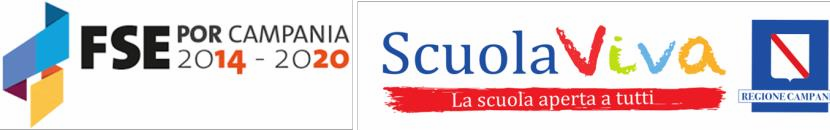 FSE POR CAMPANIA
2014 - 2020
ScuolaViva
La scuola aperta a tutti
REGIONE CAMPAN